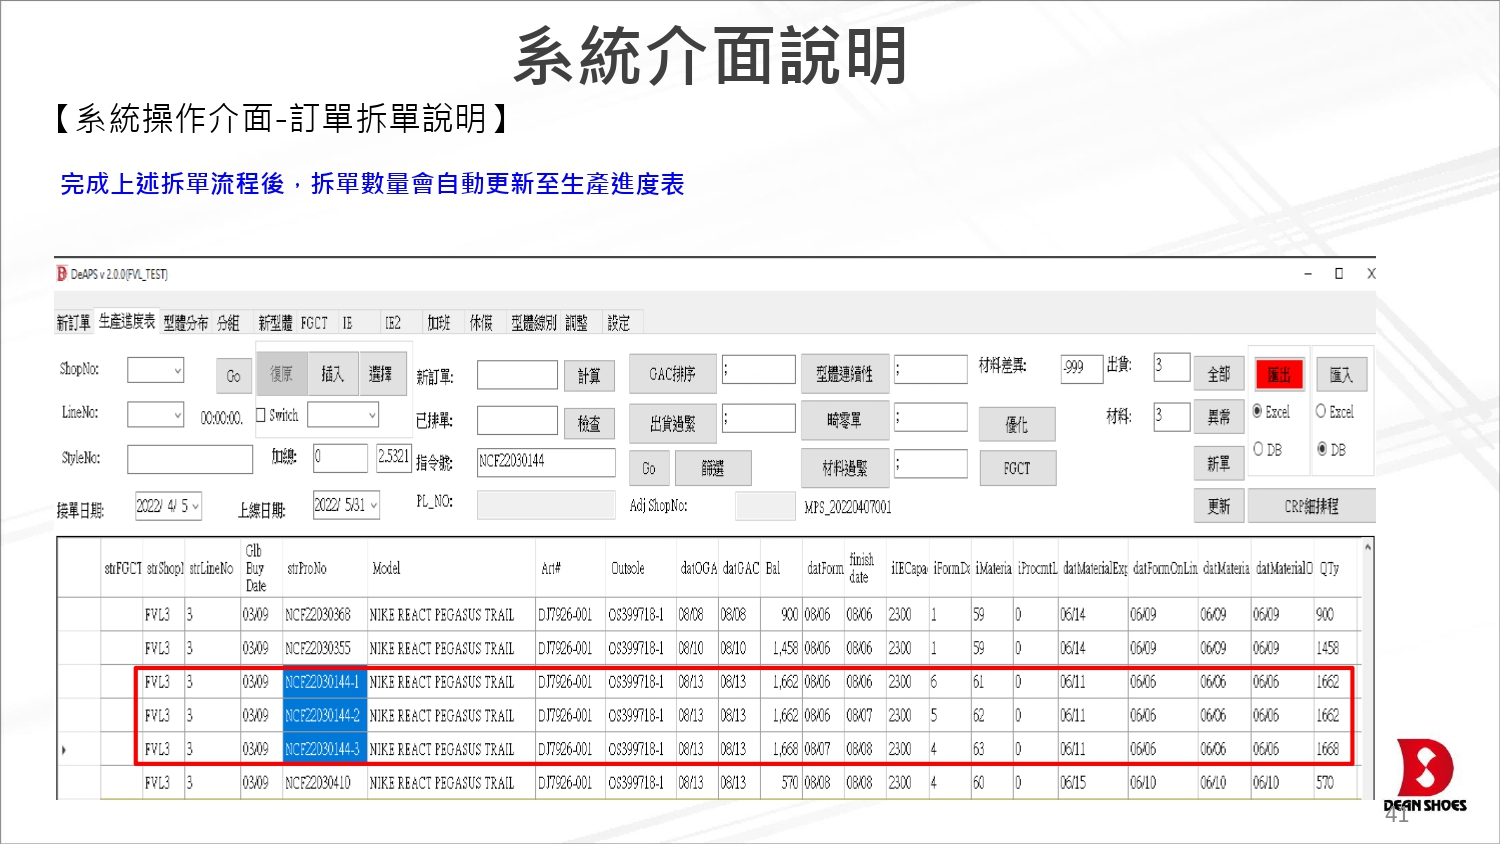 系統介面說明
【系統操作介面-訂單拆單說明】
完成上述拆單流程後，拆單數量會自動更新至生產進度表
DeAPS v 2.0.0(FVL_TEST)
新訂單 生產進度表 型體分布 分組 新型體 FGCT IE IE2 加班 休假 型體線別 調整 設定
ShopNo: Go 復原 插入 選擇 新訂單: 計算 GAC排序 ; 型體連續性 ; 材料差異: -999 出貨: 3 全部 匯出 匯入
LineNo: 00:00:00. Switch 已排單: 檢查 出貨過緊 ; 畸零單 ; 優化 材料: 3 異常 Excel Excel
StyleNo: 加總: 0 2.5321 指令號: NCF22030144 Go 篩選 材料過緊 ; FGCT 新單 DB DB
接單日期: 2022/ 4/ 5 上線日期: 2022/ 5/31 PL_NO: Adj ShopNo: MPS_20220407001 更新 CRP細排程
strFGCT strShopI strLineNo Glb Buy Date strProNo Model Art# Outsole datOGA datGAC Bal datForm finish date iIECapa iFormDa iMateria iProcmtL datMaterialExp datFormOnLin datMateria datMaterialO QTy
FVL3 3 03/09 NCF22030368 NIKE REACT PEGASUS TRAIL DJ7926-001 OS399718-1 08/08 08/08 900 08/06 08/06 2300 1 59 0 06/14 06/09 06/09 06/09 900
FVL3 3 03/09 NCF22030355 NIKE REACT PEGASUS TRAIL DJ7926-001 OS399718-1 08/10 08/10 1,458 08/06 08/06 2300 1 59 0 06/14 06/09 06/09 06/09 1458
FVL3 3 03/09 NCF22030144-1 NIKE REACT PEGASUS TRAIL DJ7926-001 OS399718-1 08/13 08/13 1,662 08/06 08/06 2300 6 61 0 06/11 06/06 06/06 06/06 1662
FVL3 3 03/09 NCF22030144-2 NIKE REACT PEGASUS TRAIL DJ7926-001 OS399718-1 08/13 08/13 1,662 08/06 08/07 2300 5 62 0 06/11 06/06 06/06 06/06 1662
FVL3 3 03/09 NCF22030144-3 NIKE REACT PEGASUS TRAIL DJ7926-001 OS399718-1 08/13 08/13 1,668 08/07 08/08 2300 4 63 0 06/11 06/06 06/06 06/06 1668
FVL3 3 03/09 NCF22030410 NIKE REACT PEGASUS TRAIL DJ7926-001 OS399718-1 08/13 08/13 570 08/08 08/08 2300 4 60 0 06/15 06/10 06/10 06/10 570
DEAN SHOES
41